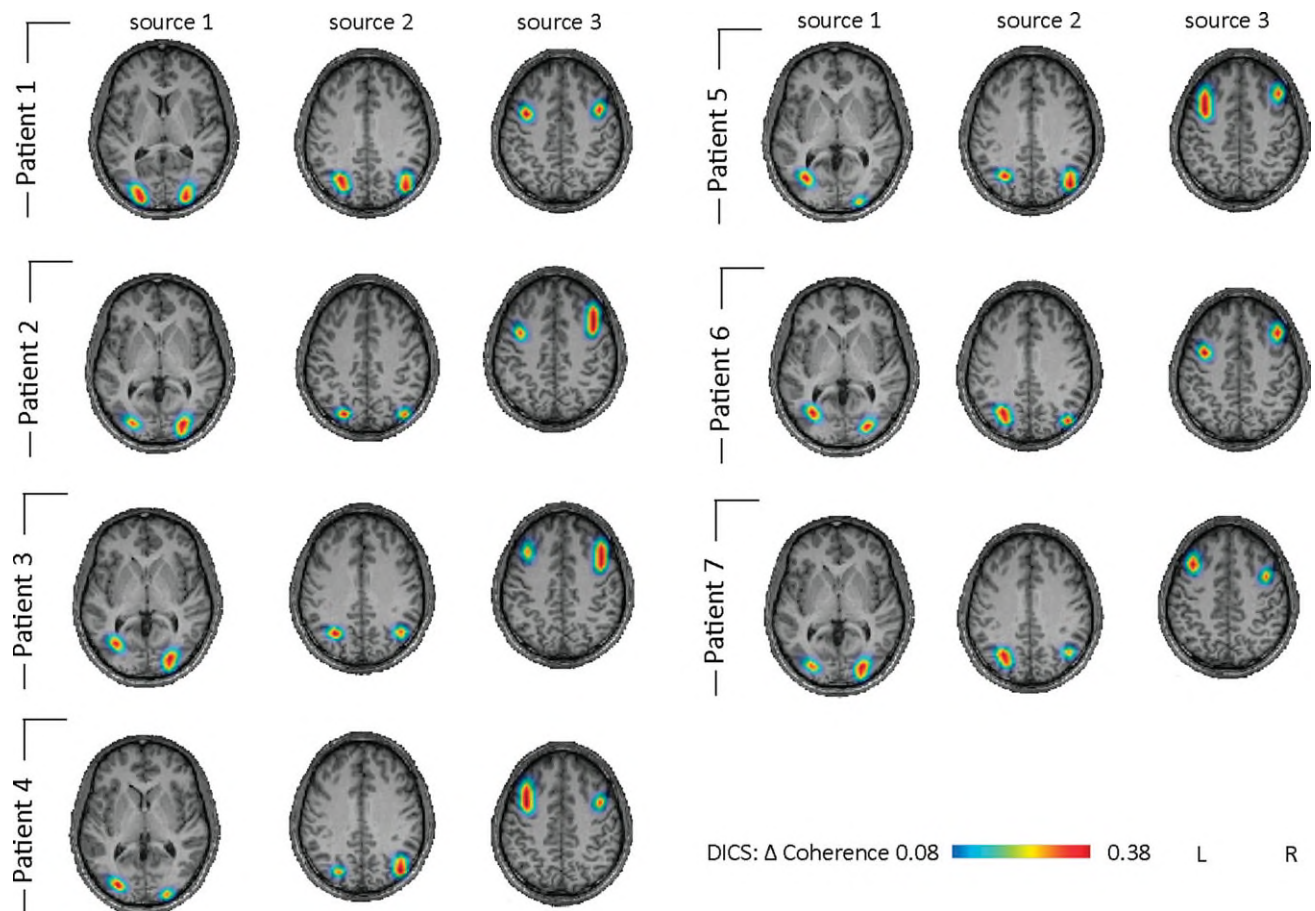 source 1 source 2 source 3
Patient 1
Patient 2
Patient 3
Patient 4
source 1 source 2 source 3
Patient 5
Patient 6
Patient 7
DICS: Δ Coherence 0.08 0.38 L R